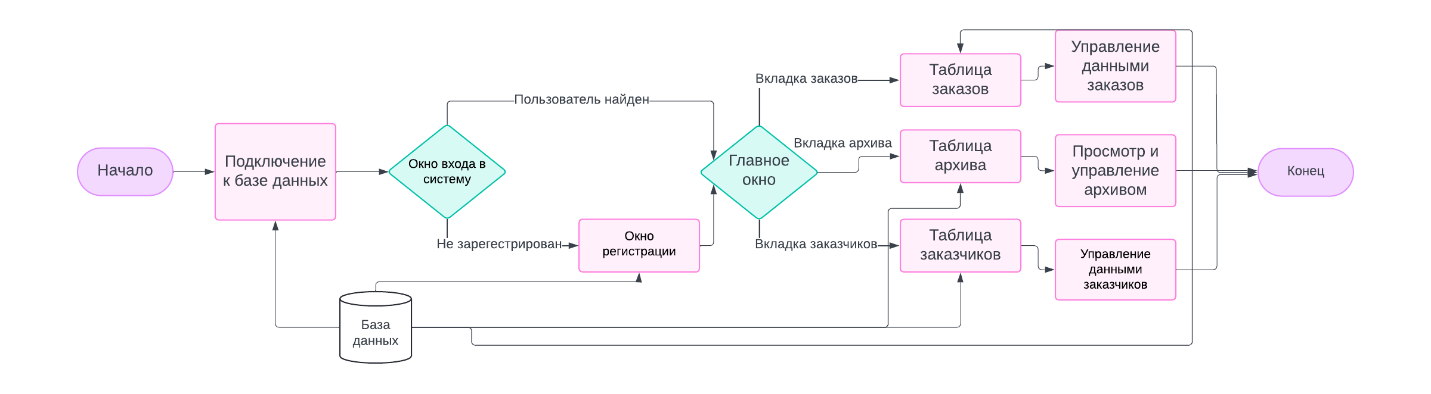 Начало
Подключение
к базе данных
Окно входа в
систему
Пользователь найден
Не зарегестрирован
Окно
регистрации
База
данных
Главное
окно
Вкладка заказов
Вкладка архива
Вкладка заказчиков
Таблица
заказов
Управление
данными
заказов
Таблица
архива
Просмотр и
управление
архивом
Таблица
заказчиков
Управление
данными
заказчиков
Конец